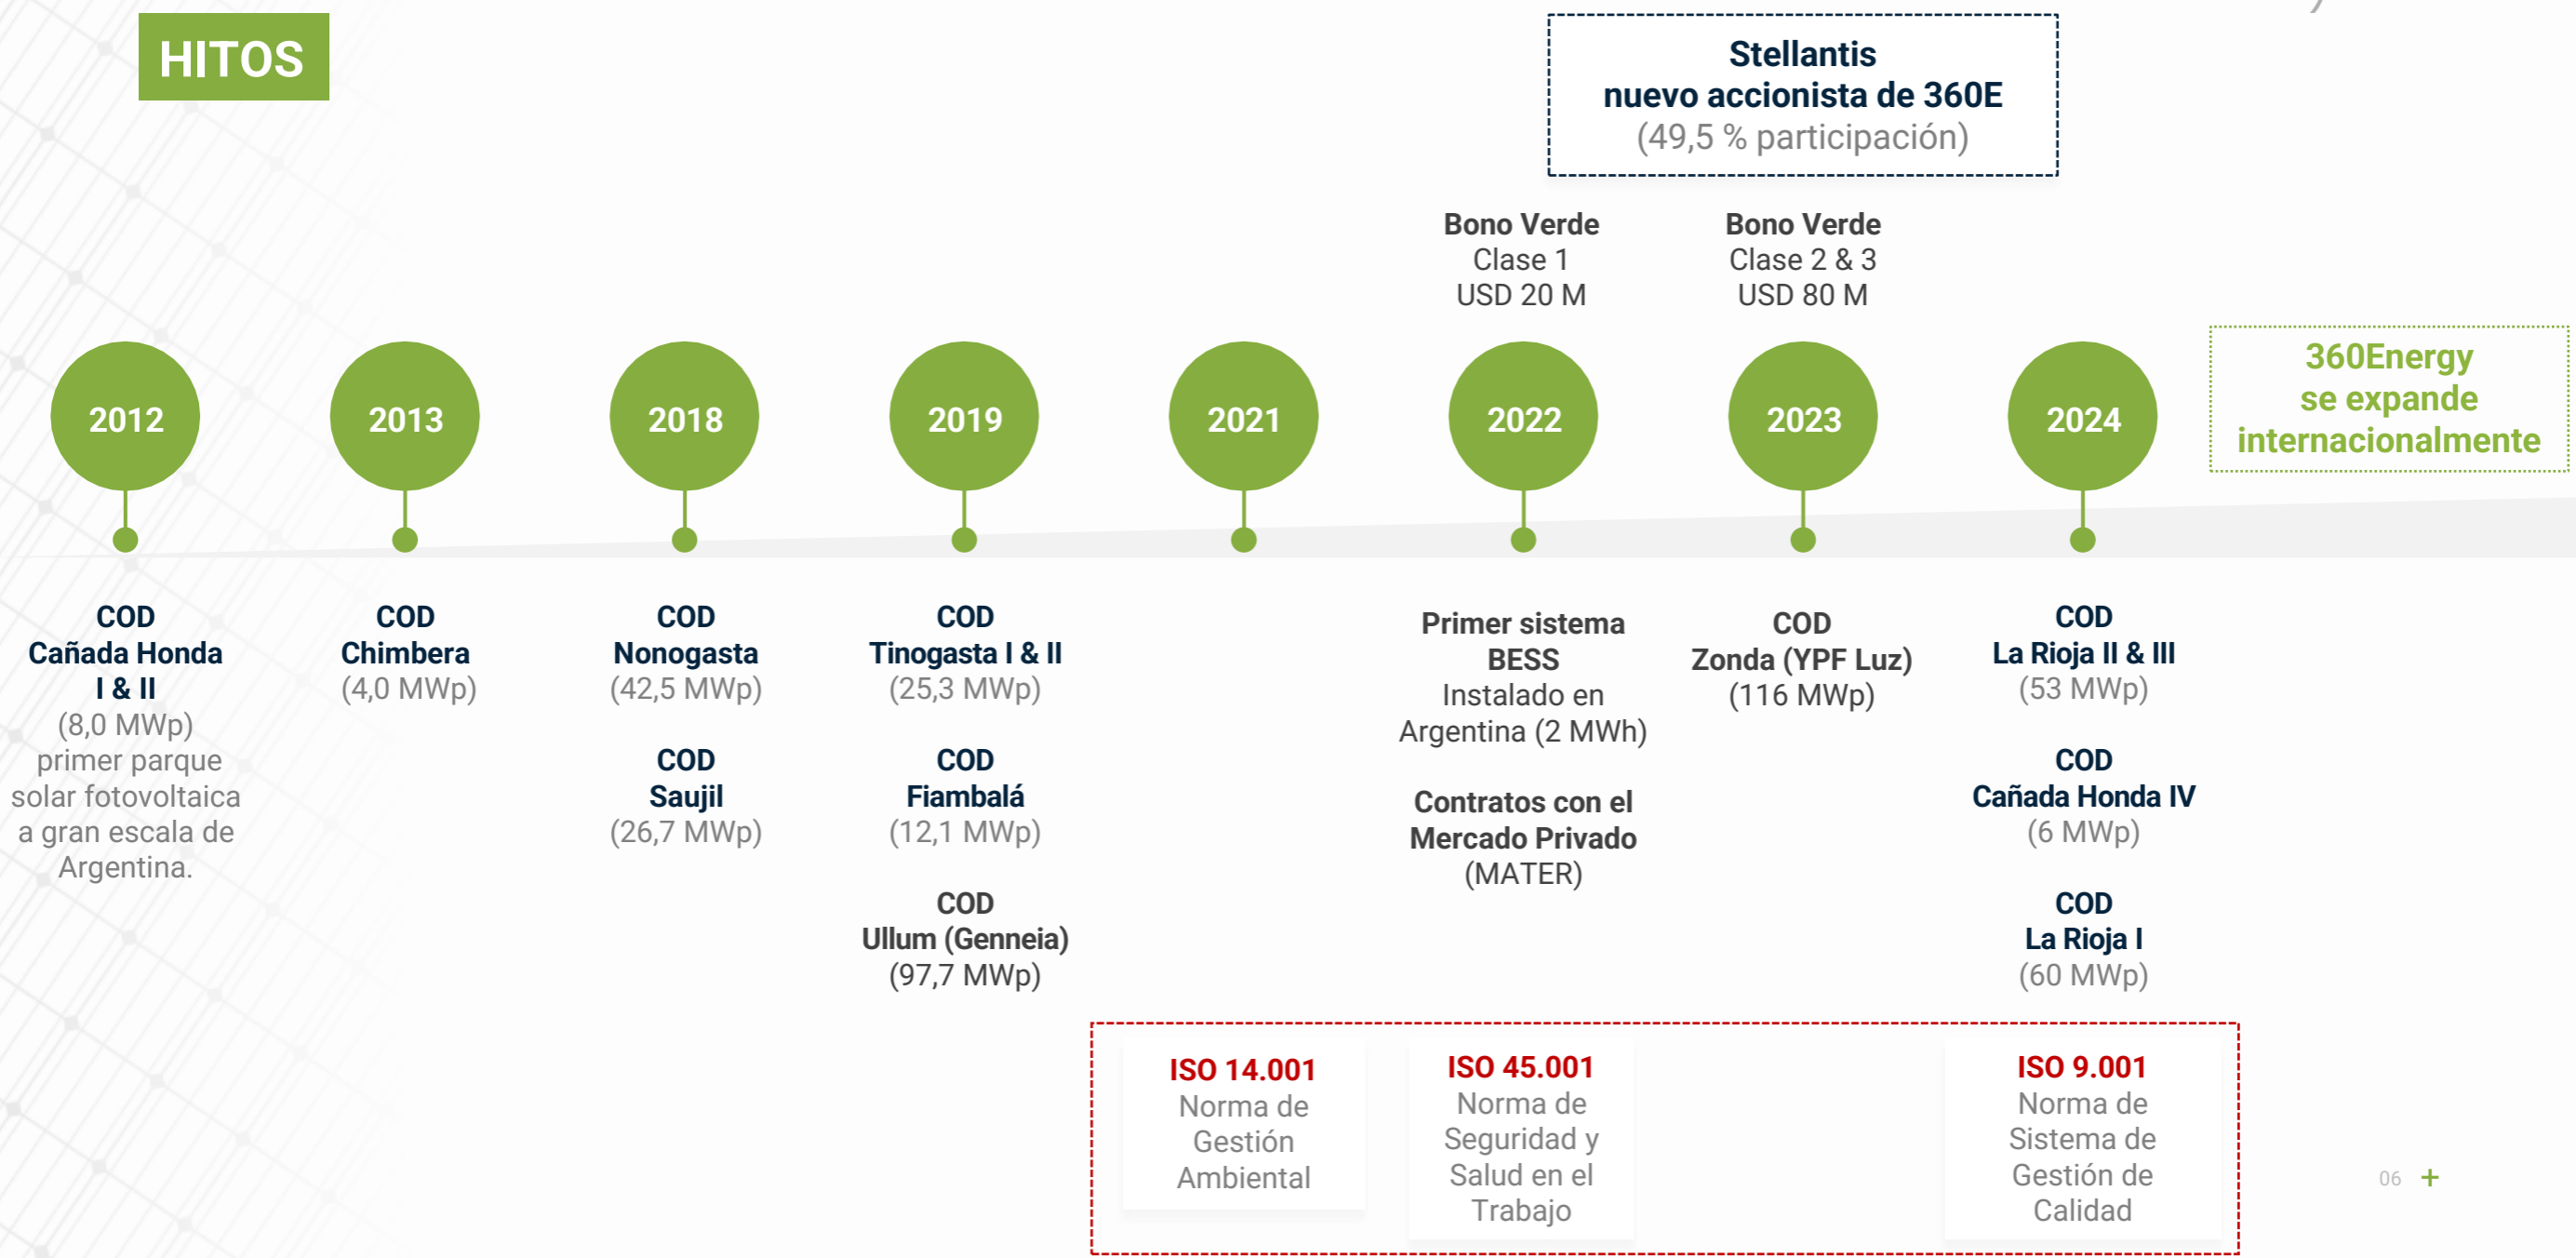 HITOS
Stellantis
nuevo accionista de 360E
(49,5 % participación)
Bono Verde
Clase 1
USD 20 M
Bono Verde
Clase 2 & 3
USD 80 M
2012
2013
2018
2019
2021
2022
2023
2024
360Energy
se expande
internacionalmente
COD
Cañada Honda
I & II
(8,0 MWp)
primer parque
solar fotovoltaica
a gran escala de
Argentina.
COD
Chimbera
(4,0 MWp)
COD
Nonogasta
(42,5 MWp)
COD
Saujil
(26,7 MWp)
COD
Tinogasta I & II
(25,3 MWp)
COD
Fiambalá
(12,1 MWp)
COD
Ullum (Genneia)
(97,7 MWp)
Primer sistema
BESS
Instalado en
Argentina (2 MWh)
Contratos con el
Mercado Privado
(MATER)
COD
Zonda (YPF Luz)
(116 MWp)
COD
La Rioja II & III
(53 MWp)
COD
Cañada Honda IV
(6 MWp)
COD
La Rioja I
(60 MWp)
ISO 14.001
Norma de
Gestión
Ambiental
ISO 45.001
Norma de
Seguridad y
Salud en el
Trabajo
ISO 9.001
Norma de
Sistema de
Gestión de
Calidad
06 +